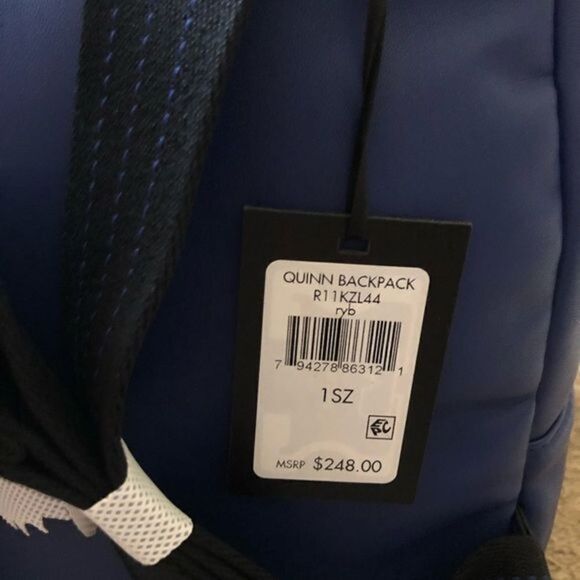 QUINN BACKPACK
R11KZL44
ryb
7 94278 86312 1
1SZ
MSRP $248.00